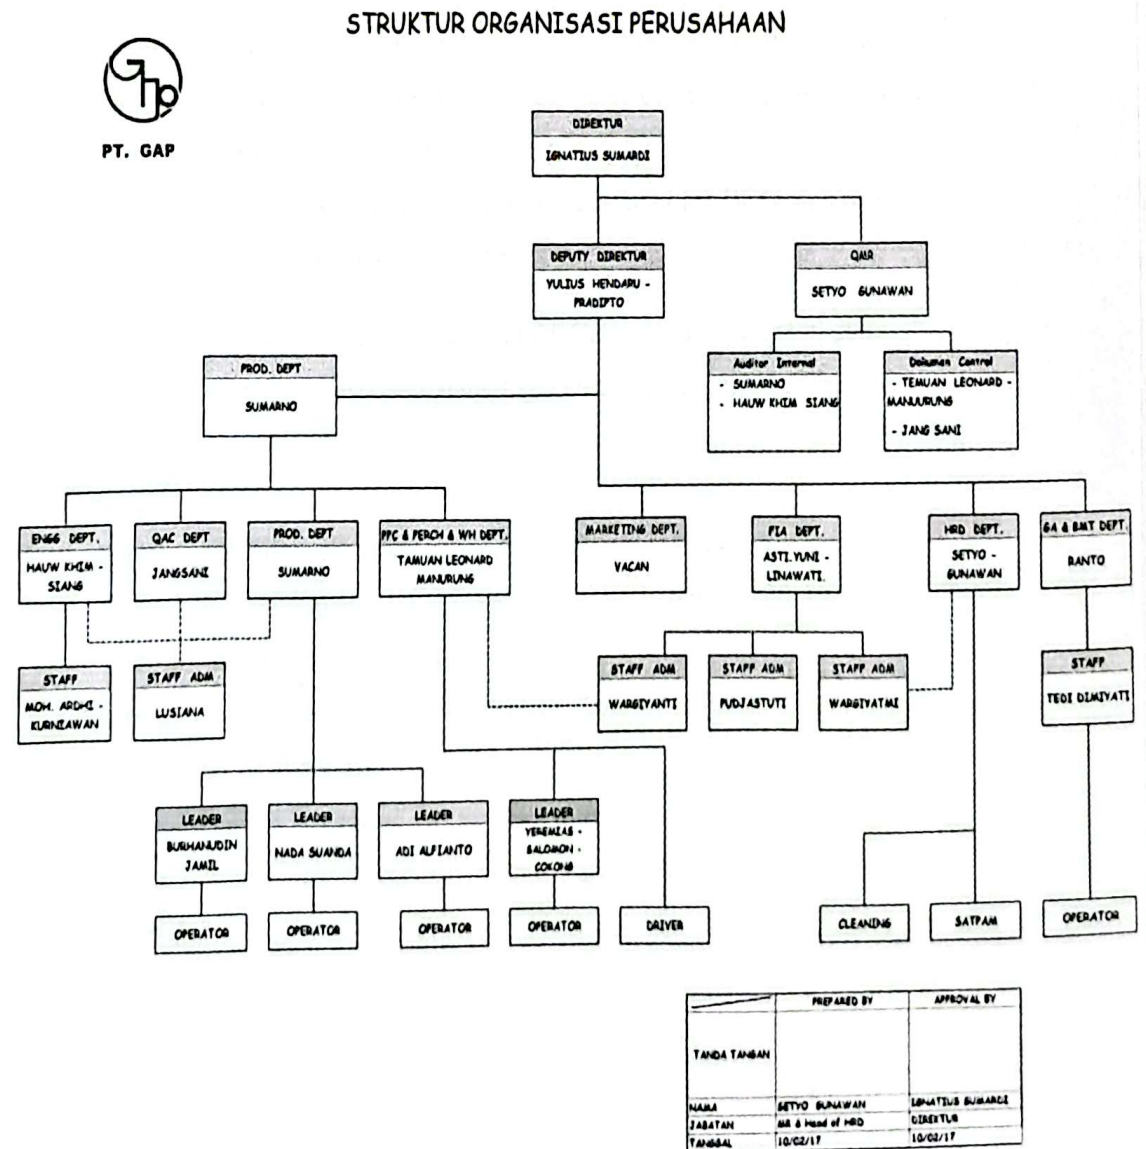 STRUKTUR ORGANISASI PERUSAHAAN
PT. GAP
DIREKTUR
IGNATIUS SUMARDI
DEPUTY DIREKTUR
YULIUS HENDARU -
PRADIPTO
SETYO GUNAWAN
Auditor Internal
- SUMARNO
- HAUW KHIM SIANG
Dokumen Control
- TEMUAN LEONARD -
MANUURUNG
- JANG SANI
PROD. DEPT
SUMARNO
ENGG DEPT.
HAUW KHIM -
SIANG
QAC DEPT
JANGSANI
PROD. DEPT
SUMARNO
PPC & PERCH & WH DEPT.
TAMUAN LEONARD
MANURUNG
MARKETING DEPT.
VACAN
FIA DEPT.
ASTI.YUNI -
LINAWATI.
HRD DEPT.
SETYO -
GUNAWAN
GA & BMT DEPT.
RANTO
STAFF
MOH. ARDHI -
KURNIAWAN
STAFF ADM
LUSIANA
STAFF ADM
WARGIYANTI
STAFF ADM
PUDJASTUTI
STAFF ADM
WARGIYATMI
STAFF
TEDI DIMIYATI
LEADER
BURHANUDIN
JAMIL
LEADER
NADA SUANDA
LEADER
ADI ALFIANTO
LEADER
YEREMIAS -
SALOMON -
OPERATOR
OPERATOR
OPERATOR
OPERATOR
DRIVER
CLEANING
SATPAM
OPERATOR
PREPARED BY
APPROVAL BY
TANDA TANGAN
NAMA
SETYO GUNAWAN
IGNATIUS SUMARDI
JABATAN
MR & Head of HRD
DIREKTUR
TANGGAL
10/02/17
10/02/17